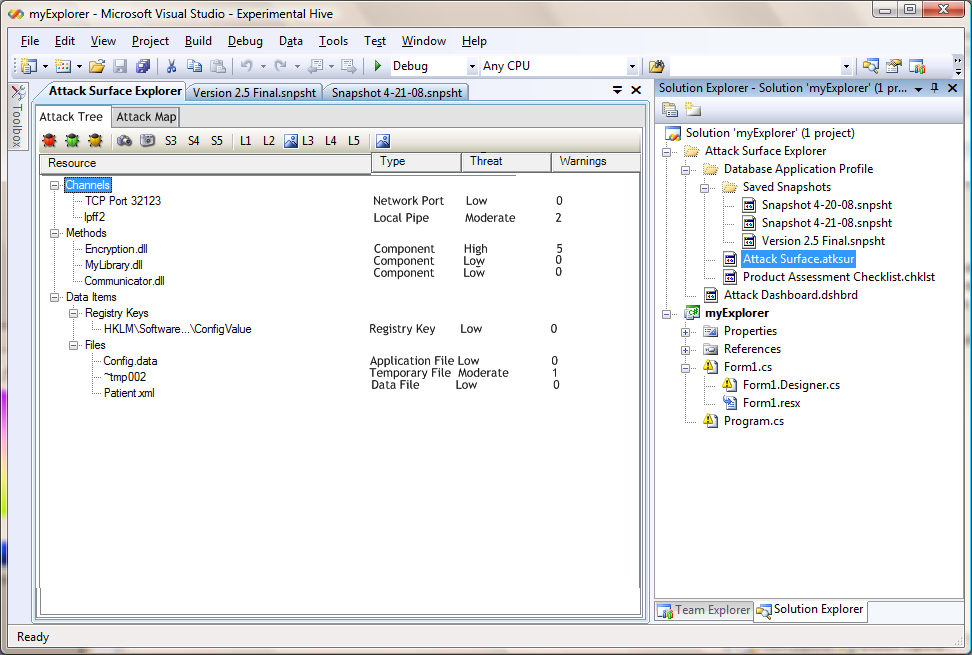 myExplorer - Microsoft Visual Studio - Experimental Hive
File Edit View Project Build Debug Data Tools Test Window Help
Debug Any CPU
Toolbox
Attack Surface Explorer Version 2.5 Final.snpsht Snapshot 4-21-08.snpsht
Attack Tree Attack Map
S3 S4 S5 L1 L2 L3 L4 L5
Resource Type Threat Warnings
Channels
TCP Port 32123 Network Port Low 0
lpff2 Local Pipe Moderate 2
Methods
Encryption.dll Component High 5
MyLibrary.dll Component Low 0
Communicator.dll Component Low 0
Data Items
Registry Keys
HKLM\Software...\ConfigValue Registry Key Low 0
Files
Config.data Application File Low 0
~tmp002 Temporary File Moderate 1
Patient.xml Data File Low 0
Solution Explorer - Solution 'myExplorer' (1 pr...
Solution 'myExplorer' (1 project)
Attack Surface Explorer
Database Application Profile
Saved Snapshots
Snapshot 4-20-08.snpsht
Snapshot 4-21-08.snpsht
Version 2.5 Final.snpsht
Attack Surface.atksur
Product Assessment Checklist.chklst
Attack Dashboard.dshbrd
myExplorer
Properties
References
Form1.cs
Form1.Designer.cs
Form1.resx
Program.cs
Team Explorer Solution Explorer
Ready